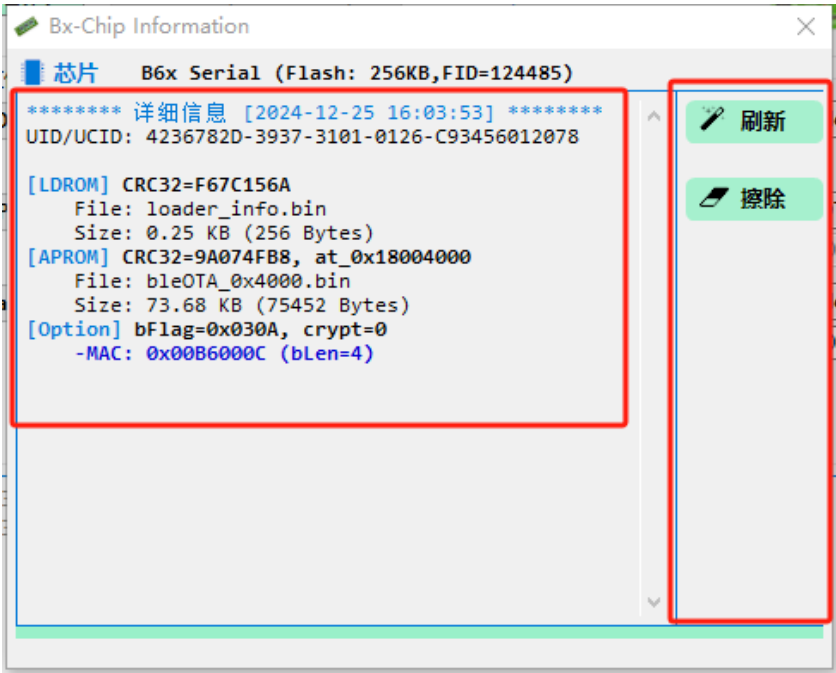 Bx-Chip Information
芯片 B6x Serial (Flash: 256KB,FID=124485)
******** 详细信息 [2024-12-25 16:03:53] ********
UID/UCID: 4236782D-3937-3101-0126-C93456012078
[LDROM] CRC32=F67C156A
File: loader_info.bin
Size: 0.25 KB (256 Bytes)
[APROM] CRC32=9A074FB8, at_0x18004000
File: bleOTA_0x4000.bin
Size: 73.68 KB (75452 Bytes)
[Option] bFlag=0x030A, crypt=0
-MAC: 0x00B6000C (bLen=4)
刷新
擦除